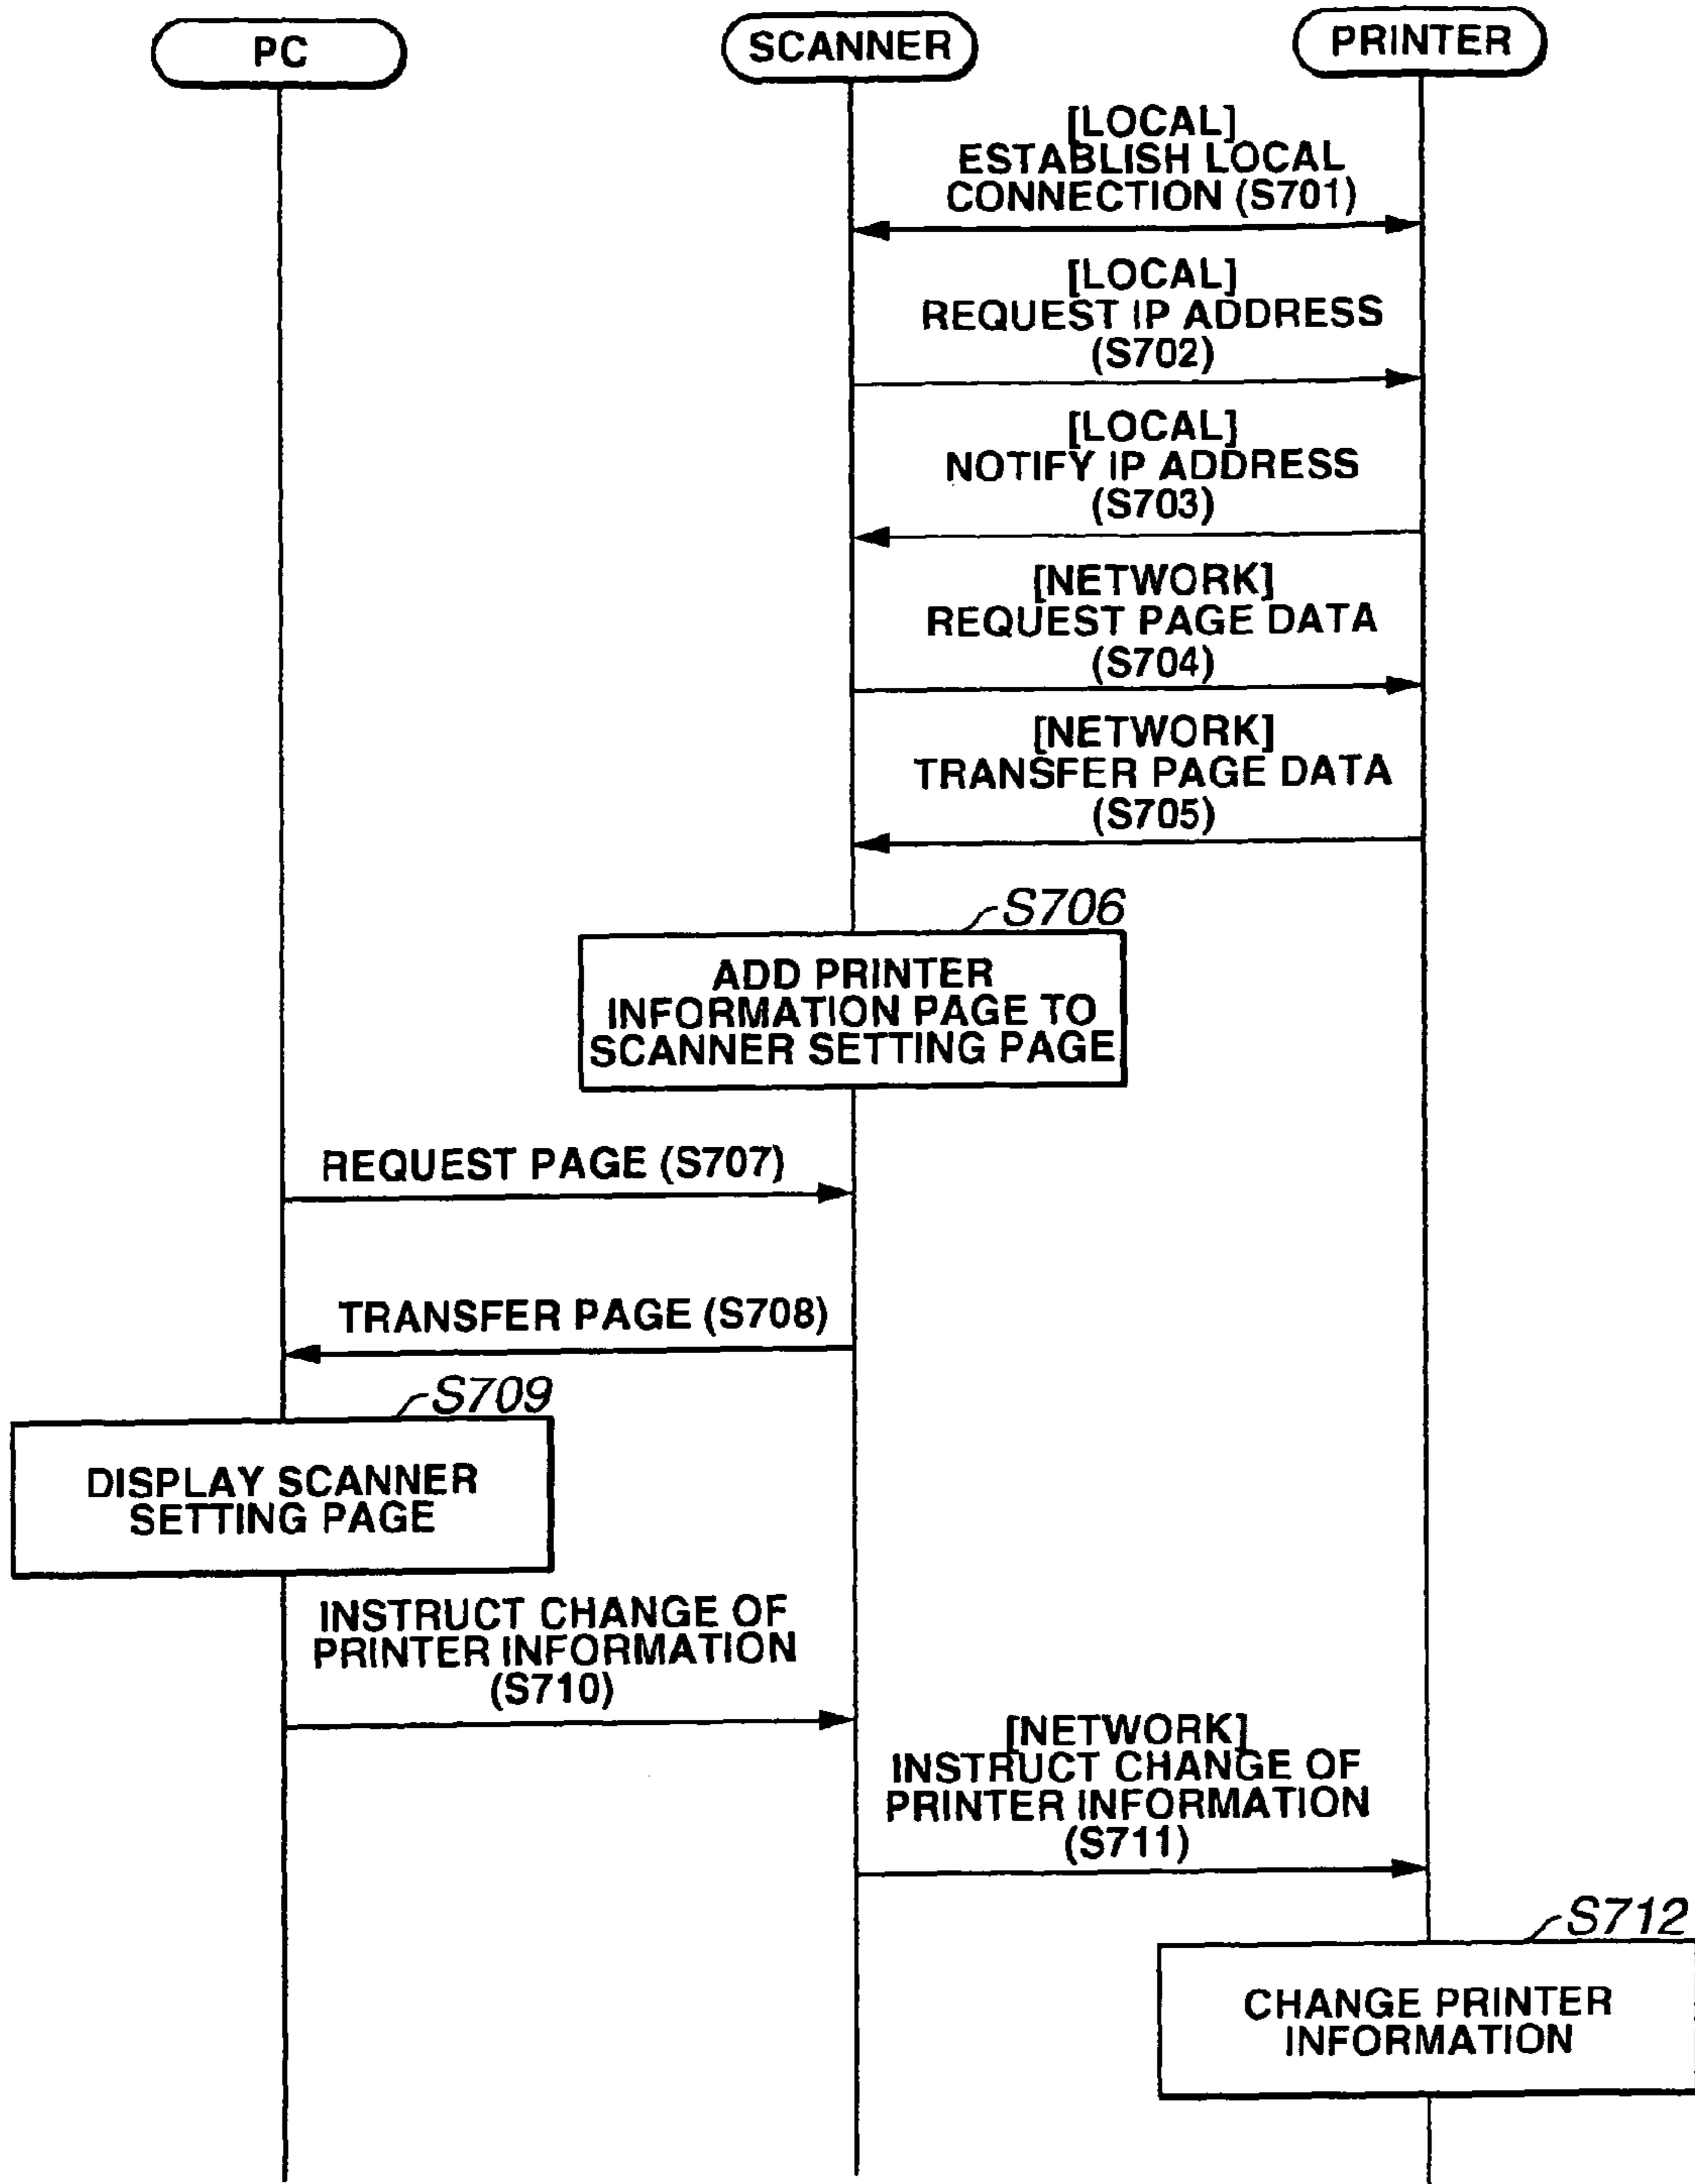 PC
SCANNER
PRINTER
[LOCAL]
ESTABLISH LOCAL
CONNECTION (S701)
[LOCAL]
REQUEST IP ADDRESS
(S702)
[LOCAL]
NOTIFY IP ADDRESS
(S703)
[NETWORK]
REQUEST PAGE DATA
(S704)
[NETWORK]
TRANSFER PAGE DATA
(S705)
S706
ADD PRINTER
INFORMATION PAGE TO
SCANNER SETTING PAGE
REQUEST PAGE (S707)
TRANSFER PAGE (S708)
S709
DISPLAY SCANNER
SETTING PAGE
INSTRUCT CHANGE OF
PRINTER INFORMATION
(S710)
[NETWORK]
INSTRUCT CHANGE OF
PRINTER INFORMATION
(S711)
S712
CHANGE PRINTER
INFORMATION